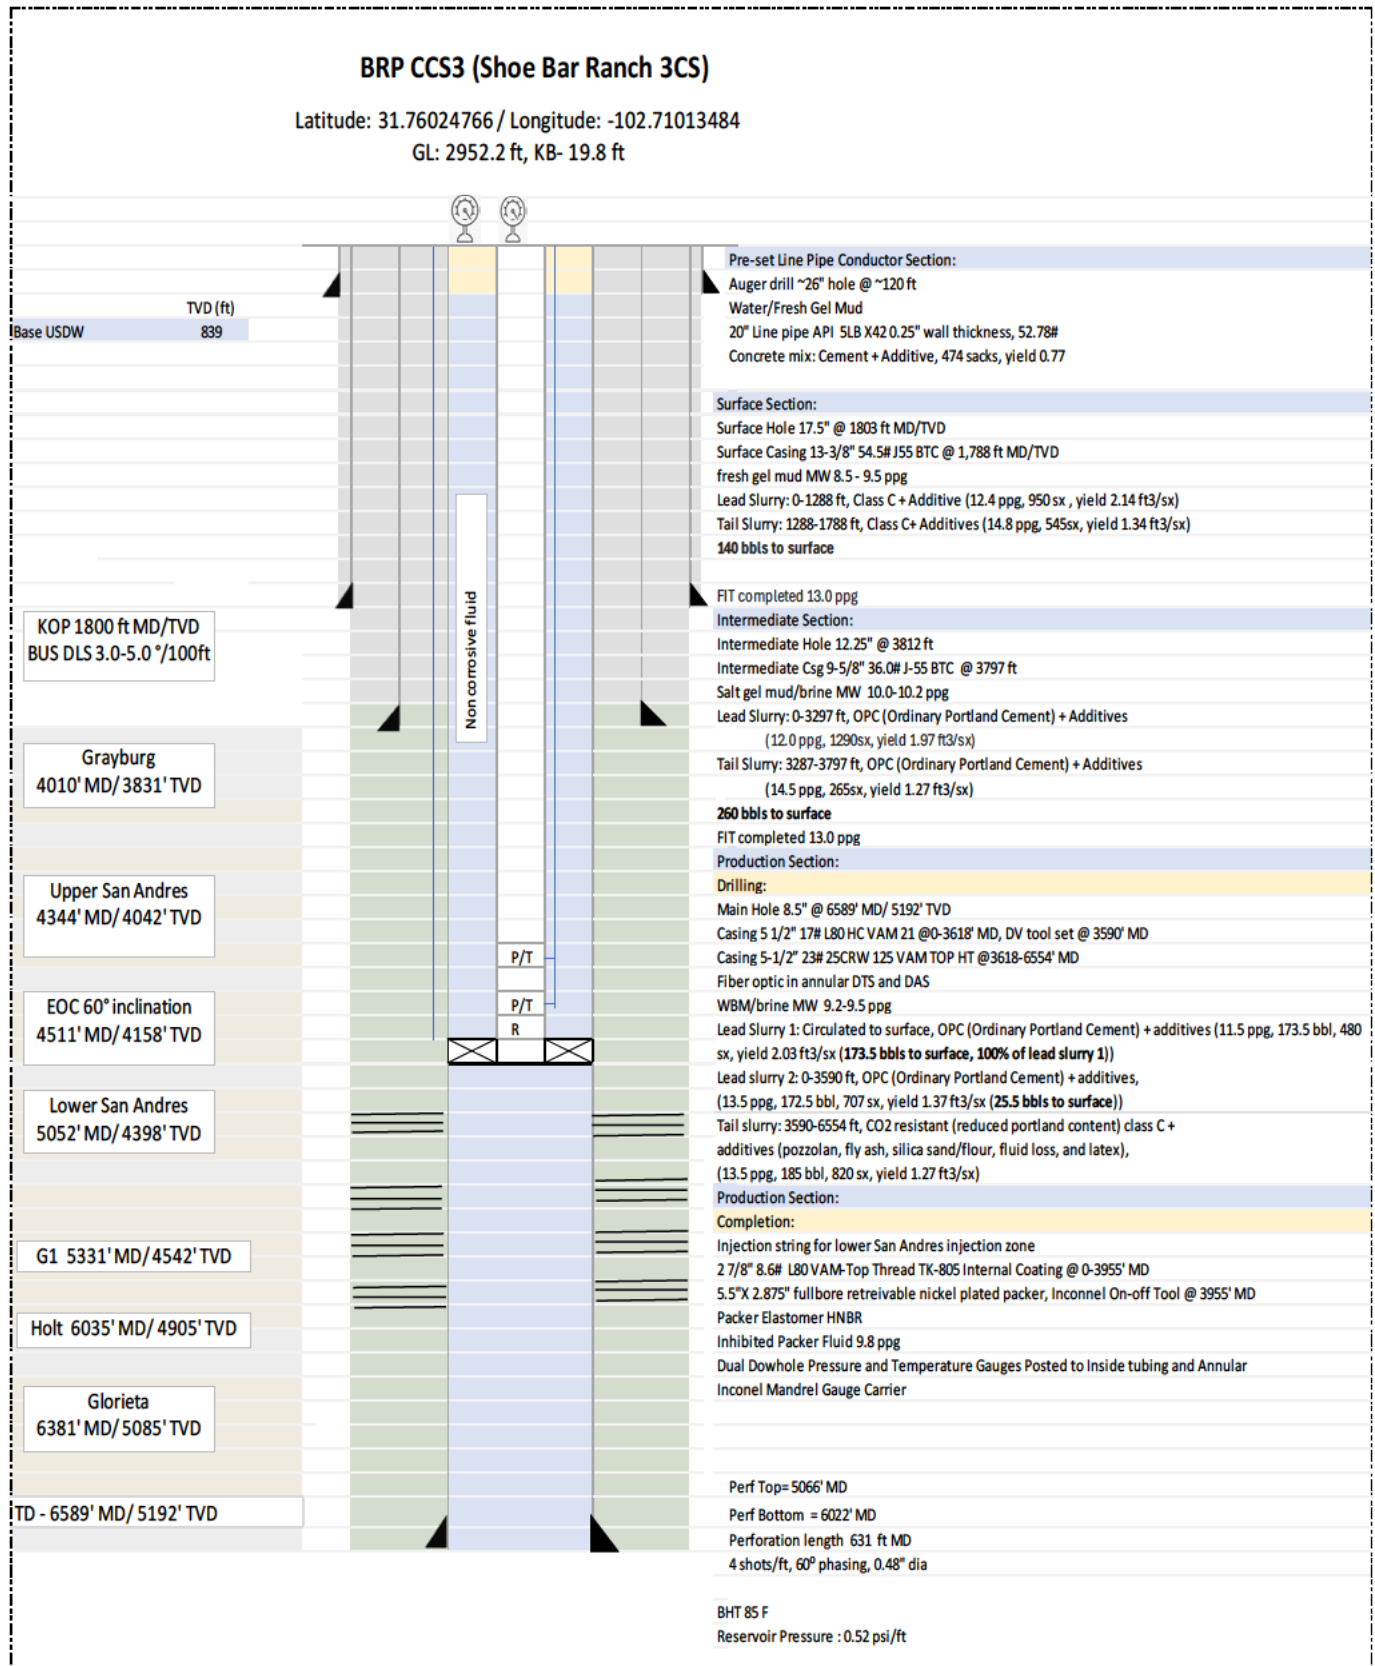 BRP CCS3 (Shoe Bar Ranch 3CS)
Latitude: 31.76024766 / Longitude: -102.71013484
GL: 2952.2 ft, KB- 19.8 ft
TVD (ft)
Base USDW 839
KOP 1800 ft MD/TVD
BUS DLS 3.0-5.0 °/100ft
Grayburg
4010' MD/ 3831' TVD
Upper San Andres
4344' MD/ 4042' TVD
EOC 60° inclination
4511' MD/ 4158' TVD
Lower San Andres
5052' MD/ 4398' TVD
G1 5331' MD/ 4542' TVD
Holt 6035' MD/ 4905' TVD
Glorieta
6381' MD/ 5085' TVD
TD - 6589' MD/ 5192' TVD
Non corrosive fluid
P/T
P/T
R
Pre-set Line Pipe Conductor Section:
Auger drill ~26" hole @ ~120 ft
Water/Fresh Gel Mud
20" Line pipe API 5LB X42 0.25" wall thickness, 52.78#
Concrete mix: Cement + Additive, 474 sacks, yield 0.77
Surface Section:
Surface Hole 17.5" @ 1803 ft MD/TVD
Surface Casing 13-3/8" 54.5# J55 BTC @ 1,788 ft MD/TVD
fresh gel mud MW 8.5 - 9.5 ppg
Lead Slurry: 0-1288 ft, Class C + Additive (12.4 ppg, 950 sx , yield 2.14 ft3/sx)
Tail Slurry: 1288-1788 ft, Class C+ Additives (14.8 ppg, 545sx, yield 1.34 ft3/sx)
140 bbls to surface
FIT completed 13.0 ppg
Intermediate Section:
Intermediate Hole 12.25" @ 3812 ft
Intermediate Csg 9-5/8" 36.0# J-55 BTC @ 3797 ft
Salt gel mud/brine MW 10.0-10.2 ppg
Lead Slurry: 0-3297 ft, OPC (Ordinary Portland Cement) + Additives
(12.0 ppg, 1290sx, yield 1.97 ft3/sx)
Tail Slurry: 3287-3797 ft, OPC (Ordinary Portland Cement) + Additives
(14.5 ppg, 265sx, yield 1.27 ft3/sx)
260 bbls to surface
FIT completed 13.0 ppg
Production Section:
Drilling:
Main Hole 8.5" @ 6589' MD/ 5192' TVD
Casing 5 1/2" 17# L80 HC VAM 21 @0-3618' MD, DV tool set @ 3590' MD
Casing 5-1/2" 23# 25CRW 125 VAM TOP HT @3618-6554' MD
Fiber optic in annular DTS and DAS
WBM/brine MW 9.2-9.5 ppg
Lead Slurry 1: Circulated to surface, OPC (Ordinary Portland Cement) + additives (11.5 ppg, 173.5 bbl, 480
sx, yield 2.03 ft3/sx (173.5 bbls to surface, 100% of lead slurry 1))
Lead slurry 2: 0-3590 ft, OPC (Ordinary Portland Cement) + additives,
(13.5 ppg, 172.5 bbl, 707 sx, yield 1.37 ft3/sx (25.5 bbls to surface))
Tail slurry: 3590-6554 ft, CO2 resistant (reduced portland content) class C +
additives (pozzolan, fly ash, silica sand/flour, fluid loss, and latex),
(13.5 ppg, 185 bbl, 820 sx, yield 1.27 ft3/sx)
Production Section:
Completion:
Injection string for lower San Andres injection zone
2 7/8" 8.6# L80 VAM-Top Thread TK-805 Internal Coating @ 0-3955' MD
5.5"X 2.875" fullbore retreivable nickel plated packer, Inconnel On-off Tool @ 3955' MD
Packer Elastomer HNBR
Inhibited Packer Fluid 9.8 ppg
Dual Dowhole Pressure and Temperature Gauges Posted to Inside tubing and Annular
Inconel Mandrel Gauge Carrier
Perf Top= 5066' MD
Perf Bottom = 6022' MD
Perforation length 631 ft MD
4 shots/ft, 60⁰ phasing, 0.48" dia
BHT 85 F
Reservoir Pressure : 0.52 psi/ft